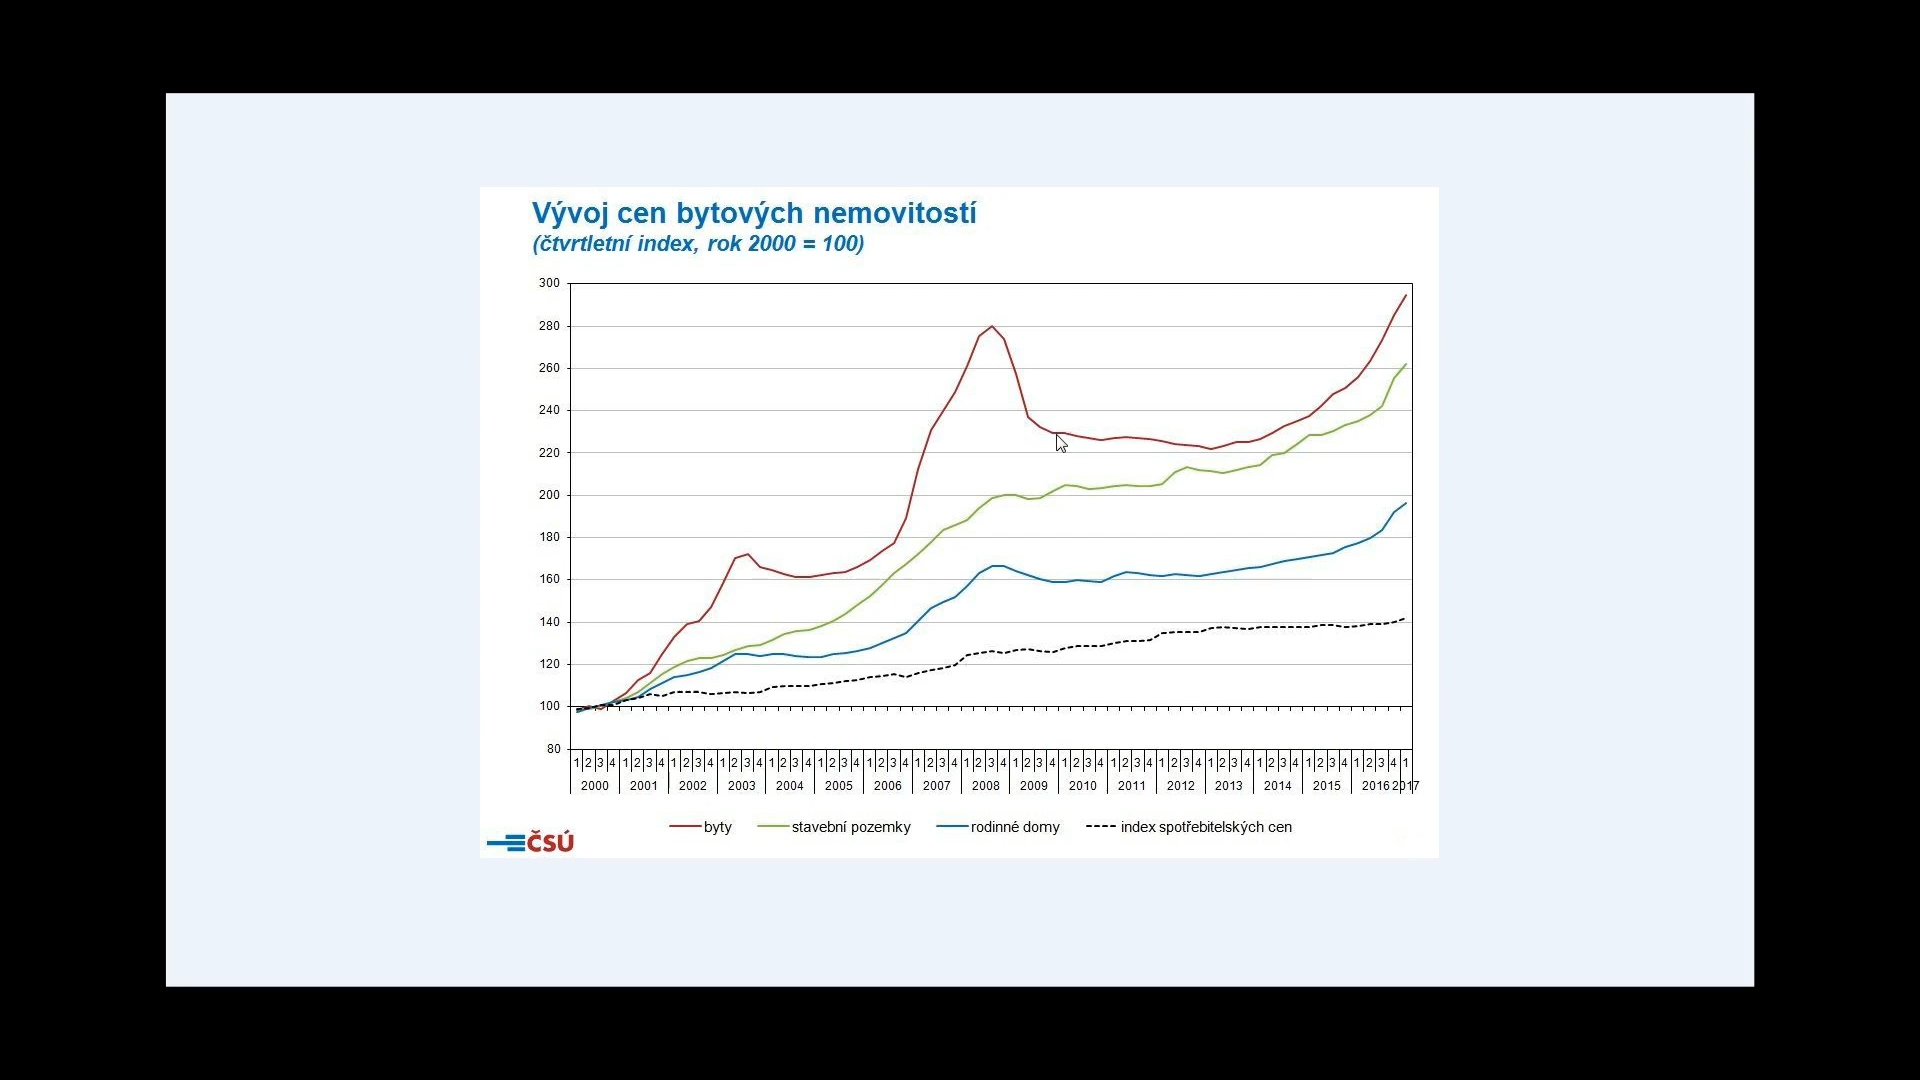 Vývoj cen bytových nemovitostí
(čtvrtletní index, rok 2000 = 100)
300
280
260
240
220
200
180
160
140
120
100
80
1 2 3 4 1 2 3 4 1 2 3 4 1 2 3 4 1 2 3 4 1 2 3 4 1 2 3 4 1 2 3 4 1 2 3 4 1 2 3 4 1 2 3 4 1 2 3 4 1 2 3 4 1 2 3 4 1 2 3 4 1 2 3 4 1 2 3 4 1
2000 2001 2002 2003 2004 2005 2006 2007 2008 2009 2010 2011 2012 2013 2014 2015 2016 2017
byty stavební pozemky rodinné domy index spotřebitelských cen
ČSÚ